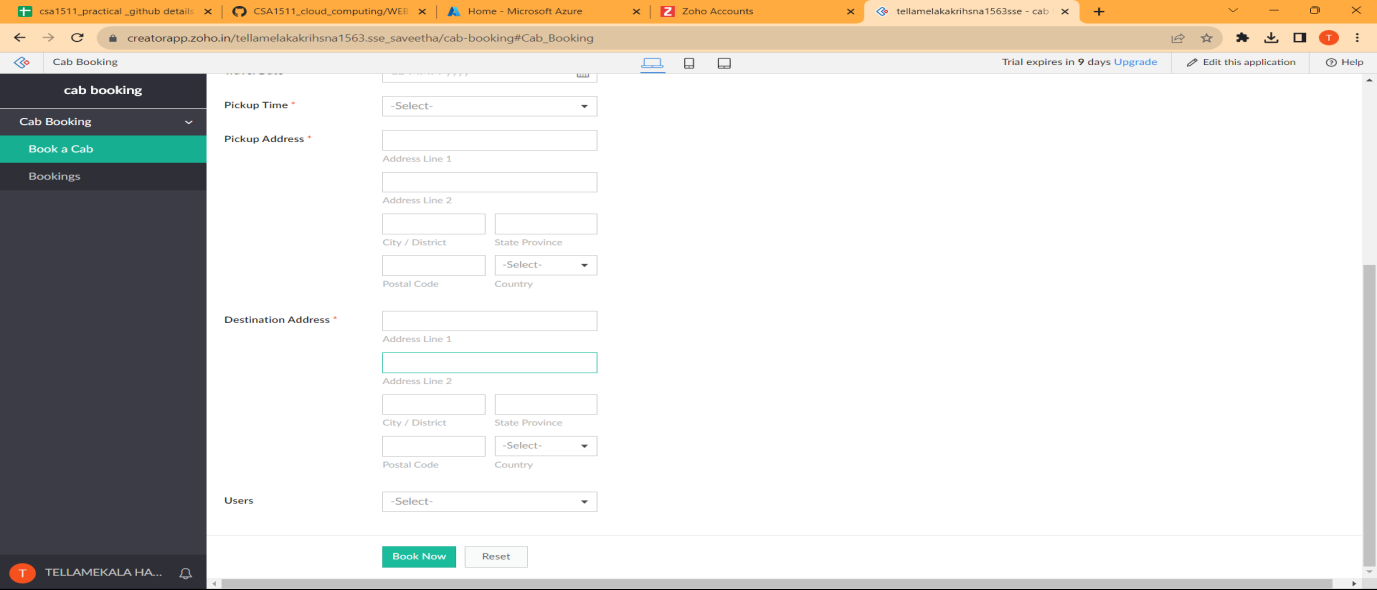 csa1511_practical _github details
CSA1511_cloud_computing/WEB
Home - Microsoft Azure
Zoho Accounts
tellamelakakrihsna1563sse - cab
creatorapp.zoho.in/tellamelakakrihsna1563.sse_saveetha/cab-booking#Cab_Booking
T
Cab Booking
Trial expires in 9 days Upgrade
Edit this application
Help
cab booking
Cab Booking
Book a Cab
Bookings
Pickup Time *
-Select-
Pickup Address *
Address Line 1
Address Line 2
City / District State Province
-Select-
Postal Code Country
Destination Address *
Address Line 1
Address Line 2
City / District State Province
-Select-
Postal Code Country
Users
-Select-
Book Now Reset
T TELLAMEKALA HA...